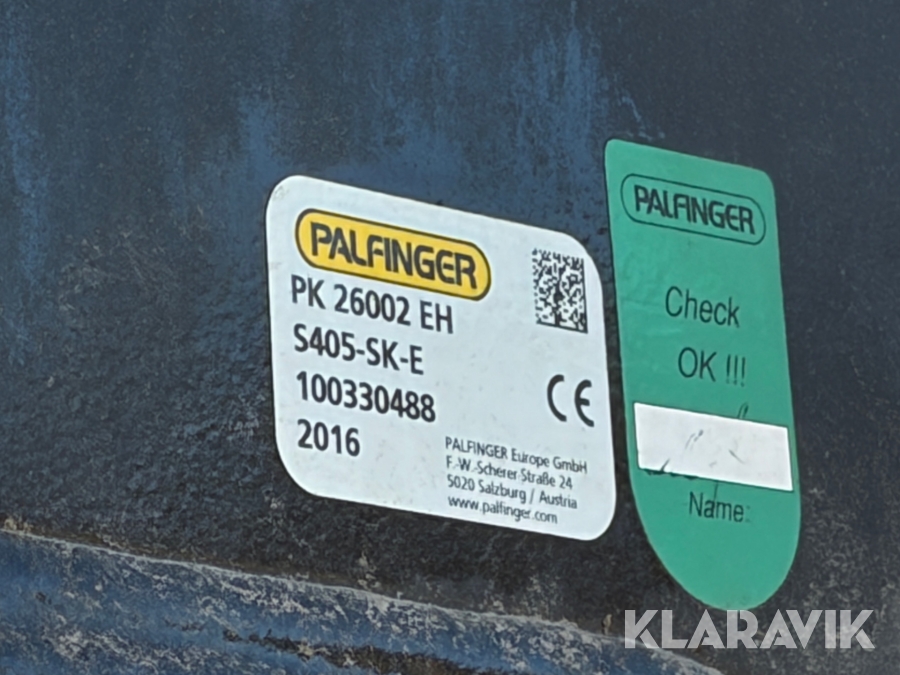 PALFINGER
PK 26002 EH
S405-SK-E
100330488
2016
CE
PALFINGER Europe GmbH
F.-W.-Scherer-Straße 24
5020 Salzburg / Austria
www.palfinger.com
PALFINGER
Check
OK !!!
Name:
KLARAVIK